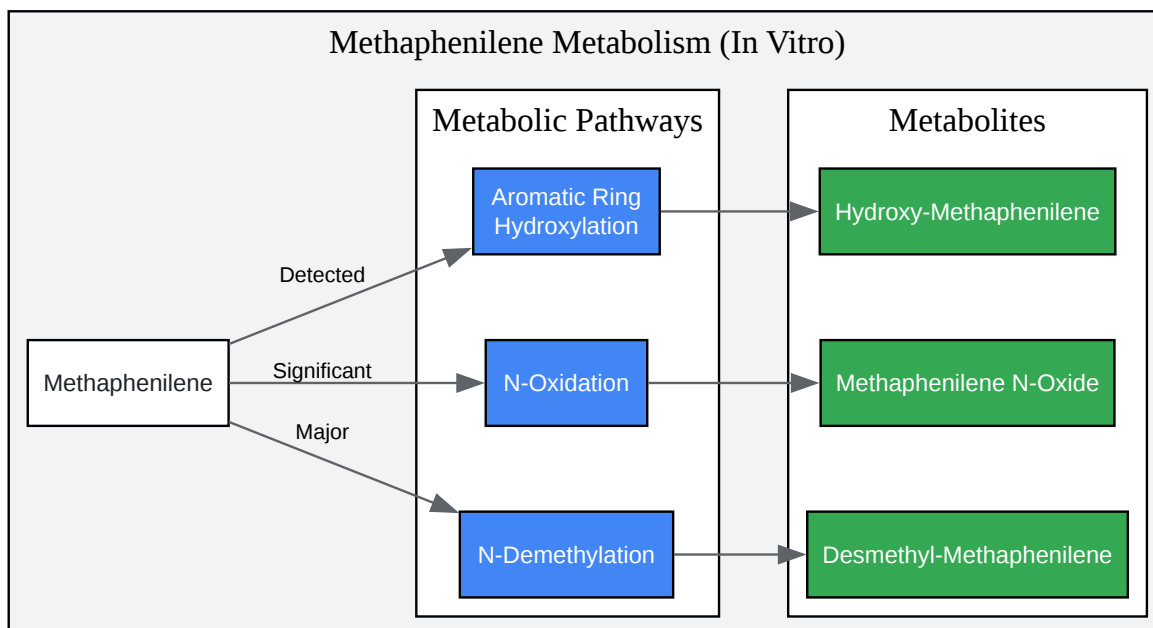 Methaphenilene Metabolism (In Vitro)
Metabolic Pathways
Metabolites
Aromatic Ring
Hydroxylation
Hydroxy-Methaphenilene
Detected
Methaphenilene
Significant
N-Oxidation
Methaphenilene N-Oxide
Major
N-Demethylation
Desmethyl-Methaphenilene